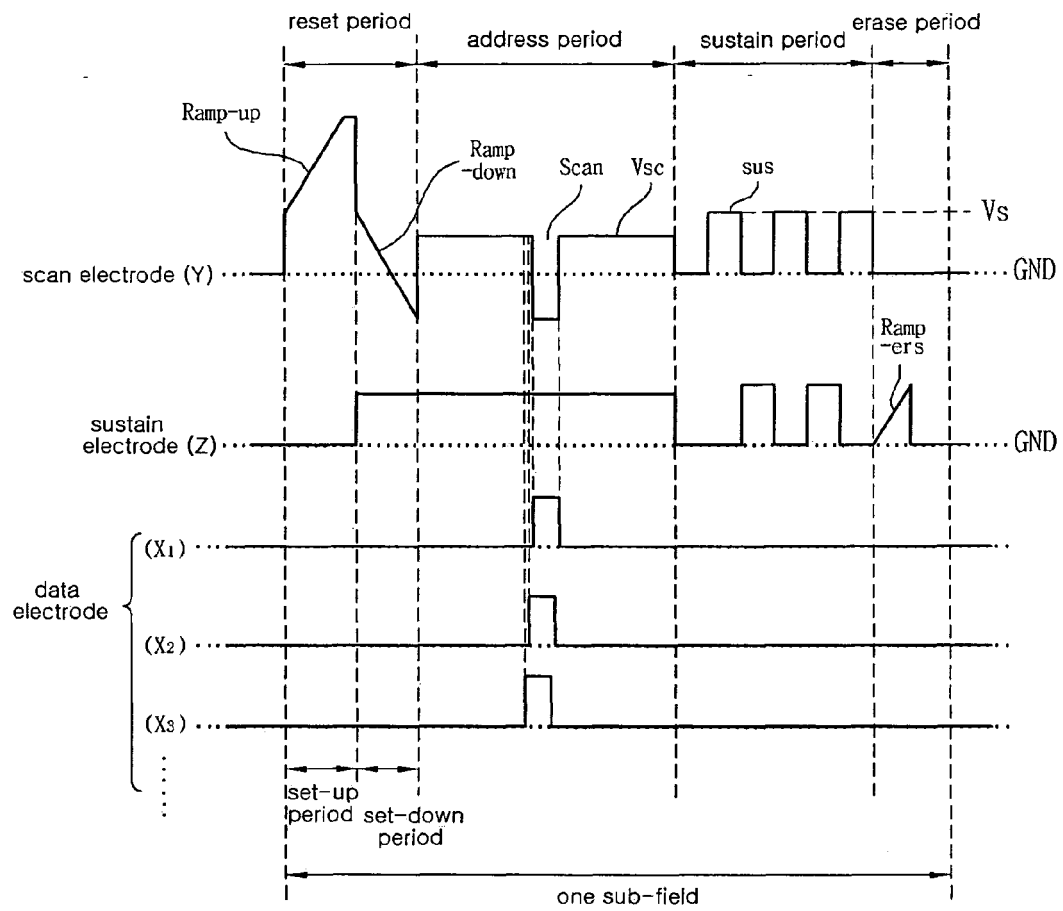 reset period
address period
sustain period
erase period
Ramp-up
Ramp
-down
Scan
Vsc
sus
Vs
scan electrode (Y)
GND
Ramp
-ers
sustain
electrode (Z)
GND
(X1)
data
electrode
(X2)
(X3)
set-up
period
set-down
period
one sub-field